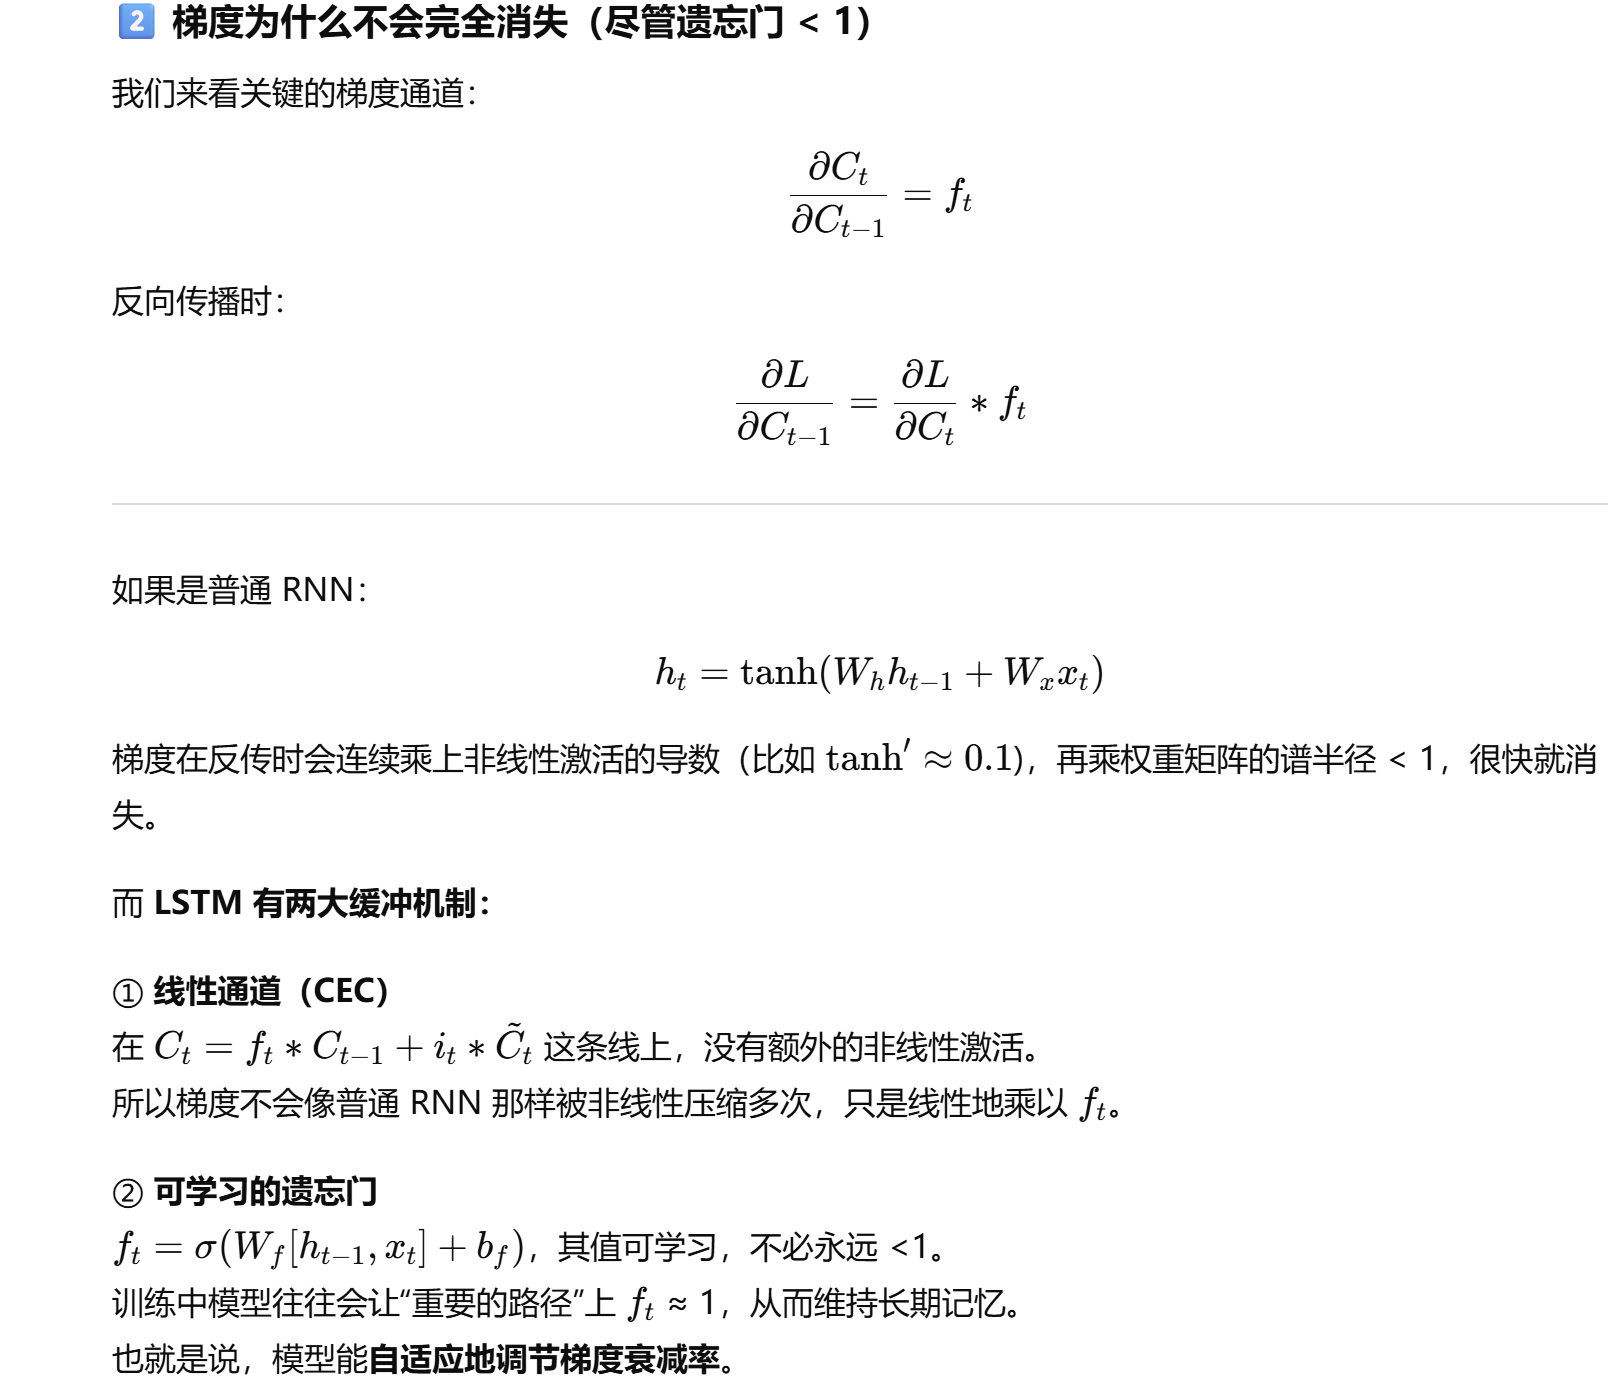 2️⃣ 梯度为什么不会完全消失（尽管遗忘门 < 1）
我们来看关键的梯度通道：
∂C_t / ∂C_{t−1} = f_t
反向传播时：
∂L / ∂C_{t−1} = ∂L / ∂C_t * f_t
如果是普通 RNN：
h_t = tanh(W_h h_{t−1} + W_x x_t)
梯度在反传时会连续乘上非线性激活的导数（比如 tanh′ ≈ 0.1），再乘权重矩阵的谱半径 < 1，很快就消
失。
而 LSTM 有两大缓冲机制：
① 线性通道（CEC）
在 C_t = f_t * C_{t−1} + i_t * C̃_t 这条线上，没有额外的非线性激活。
所以梯度不会像普通 RNN 那样被非线性压缩多次，只是线性地乘以 f_t。
② 可学习的遗忘门
f_t = σ(W_f[h_{t−1}, x_t] + b_f)，其值可学习，不必永远 <1。
训练中模型往往会让“重要的路径”上 f_t ≈ 1，从而维持长期记忆。
也就是说，模型能自适应地调节梯度衰减率。